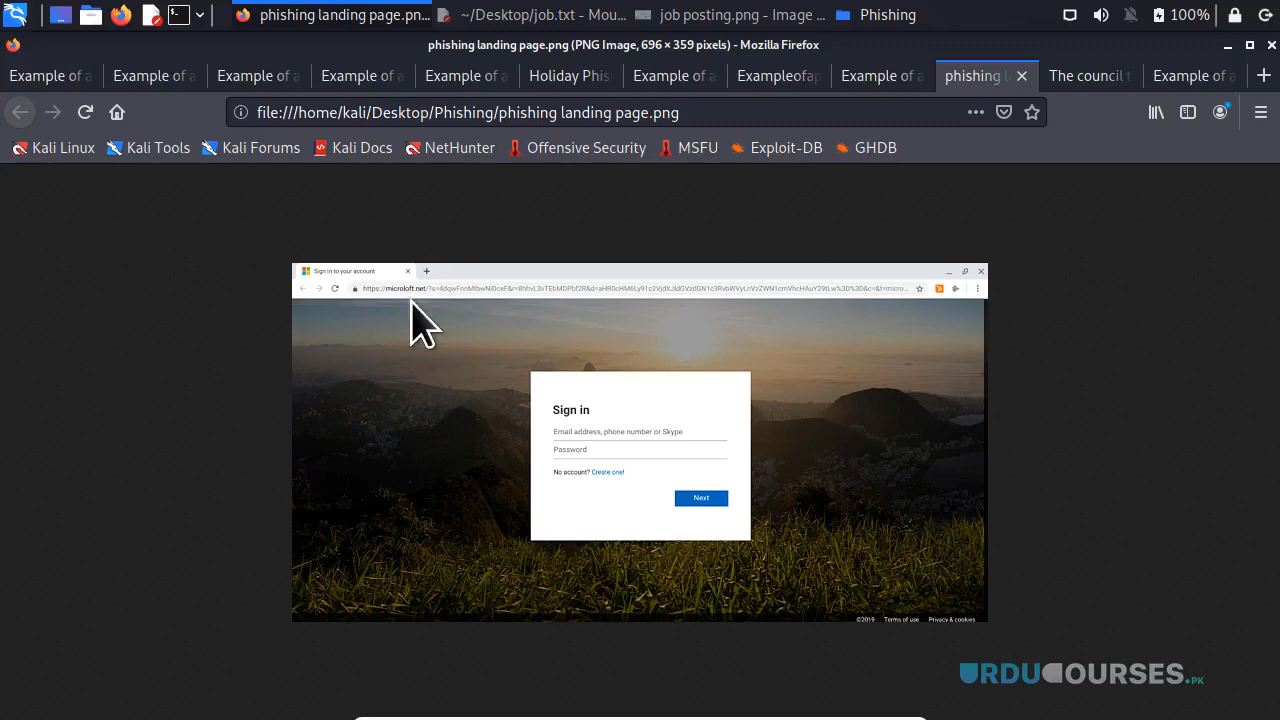 phishing landing page.pn...
~/Desktop/job.txt - Mou...
job posting.png - Image ...
Phishing
100%
phishing landing page.png (PNG Image, 696 × 359 pixels) - Mozilla Firefox
Example of a
Example of a
Example of a
Example of a
Example of a
Holiday Phis
Example of a
Exampleofap
Example of a
phishing l
The council t
Example of a
file:///home/kali/Desktop/Phishing/phishing landing page.png
Kali Linux
Kali Tools
Kali Forums
Kali Docs
NetHunter
Offensive Security
MSFU
Exploit-DB
GHDB
Sign in to your account
https://microloft.net/
Sign in
Email address, phone number or Skype
Password
No account? Create one!
Next
©2019 Terms of use Privacy & cookies
URDUCOURSES.PK